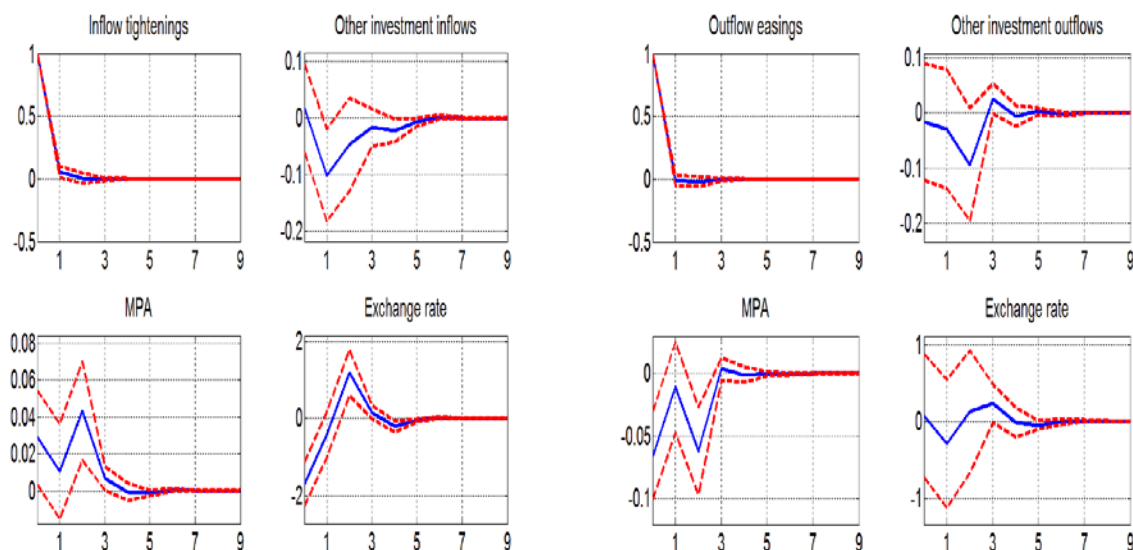 Inflow tightenings
Other investment inflows
Outflow easings
Other investment outflows
1
0.5
0
-0.5
1 3 5 7 9
0.1
0
-0.1
-0.2
1 3 5 7 9
1
0.5
0
-0.5
1 3 5 7 9
0.1
0
-0.1
-0.2
1 3 5 7 9
MPA
Exchange rate
MPA
Exchange rate
0.08
0.06
0.04
0.02
0
1 3 5 7 9
2
0
-2
1 3 5 7 9
0
-0.05
-0.1
1 3 5 7 9
1
0
-1
1 3 5 7 9